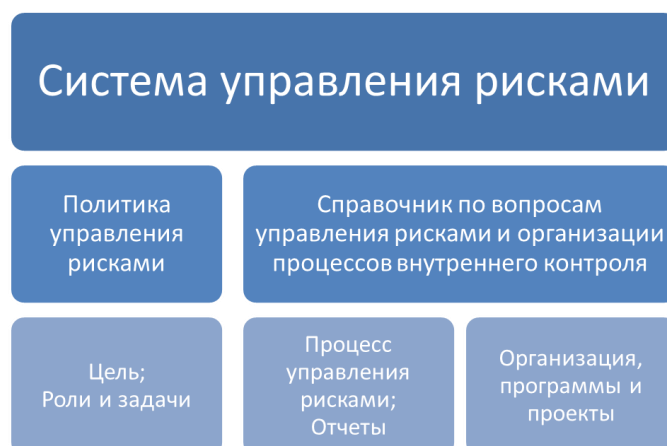 Система управления рисками
Политика
управления
рисками
Справочник по вопросам
управления рисками и организации
процессов внутреннего контроля
Цель;
Роли и задачи
Процесс
управления
рисками;
Отчеты
Организация,
программы и
проекты